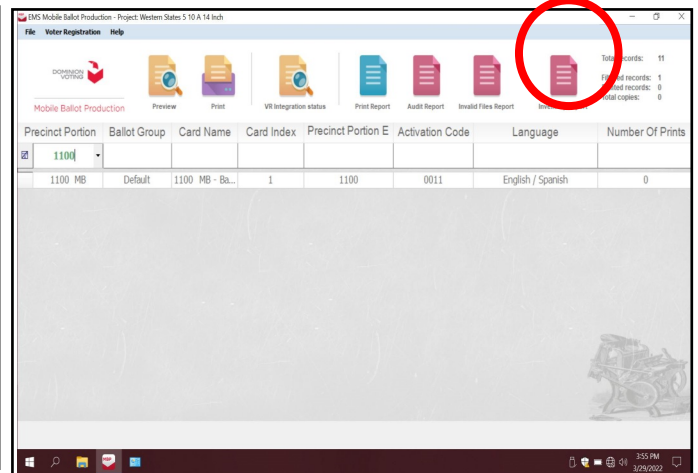 EMS Mobile Ballot Production - Project: Western States 5 10 A 14 Inch
File Voter Registration Help
DOMINION
VOTING
Mobile Ballot Production
Preview Print VR Integration status Print Report Audit Report Invalid Files Report
records: 11
records: 1
records: 0
Total copies: 0
Precinct Portion Ballot Group Card Name Card Index Precinct Portion E Activation Code Language Number Of Prints
1100
1100 MB Default 1100 MB - Ba... 1 1100 0011 English / Spanish 0
MBP
3:55 PM
3/29/2022